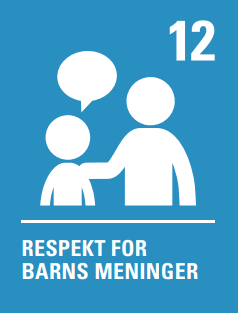 12
RESPEKT FOR
BARNS MENINGER